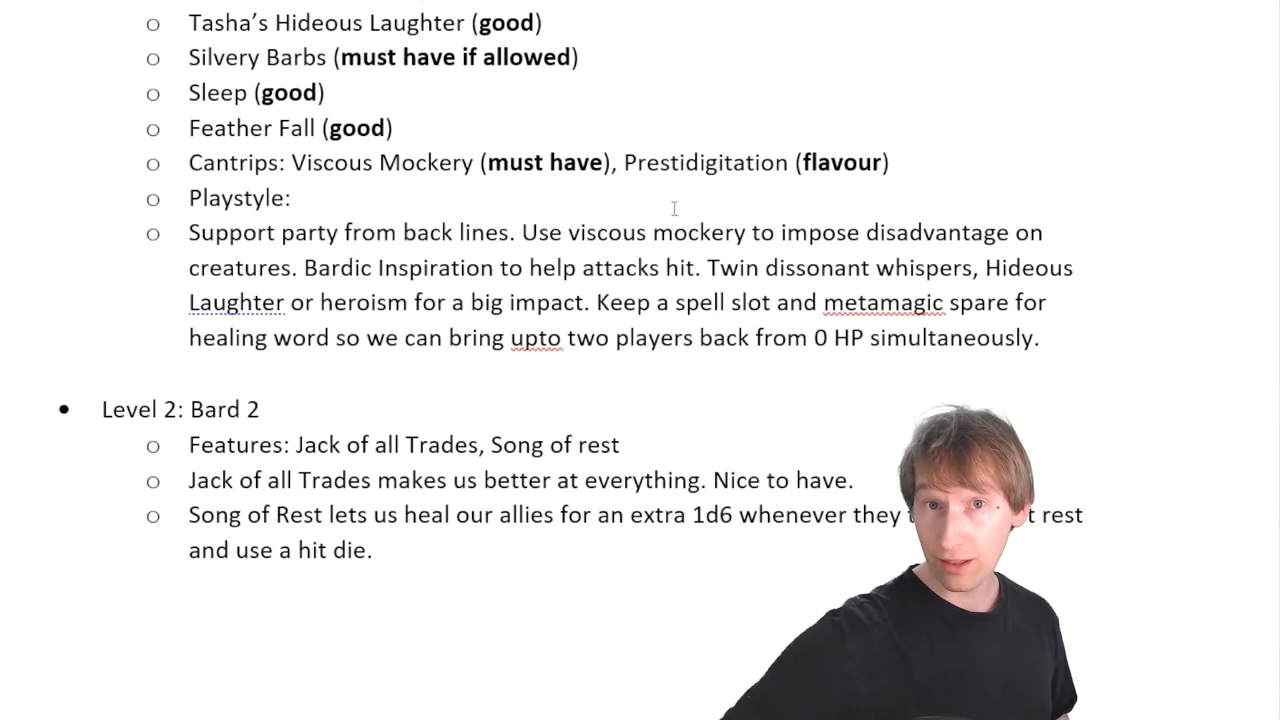 Tasha’s Hideous Laughter (good)
Silvery Barbs (must have if allowed)
Sleep (good)
Feather Fall (good)
Cantrips: Viscous Mockery (must have), Prestidigitation (flavour)
Playstyle:
Support party from back lines. Use viscous mockery to impose disadvantage on
creatures. Bardic Inspiration to help attacks hit. Twin dissonant whispers, Hideous
Laughter or heroism for a big impact. Keep a spell slot and metamagic spare for
healing word so we can bring upto two players back from 0 HP simultaneously.
Level 2: Bard 2
Features: Jack of all Trades, Song of rest
Jack of all Trades makes us better at everything. Nice to have.
Song of Rest lets us heal our allies for an extra 1d6 whenever they rest
and use a hit die.